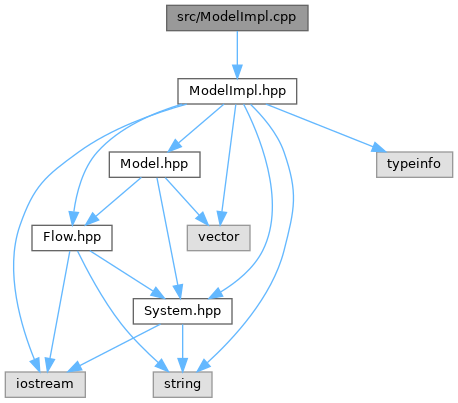 src/ModelImpl.cpp
ModelImpl.hpp
Model.hpp
typeinfo
Flow.hpp
vector
System.hpp
iostream
string